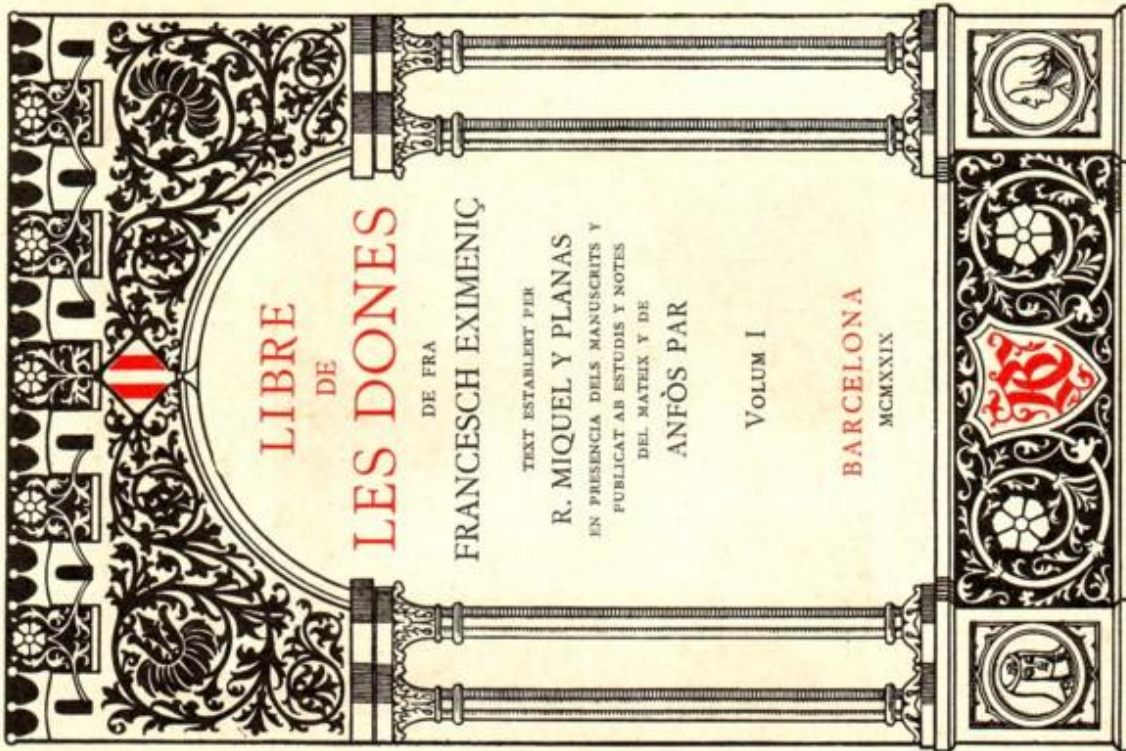 LIBRE
DE
LES DONES
DE FRA
FRANCESCH EXIMENIÇ
TEXT ESTABLERT PER
R. MIQUEL Y PLANAS
EN PRESENCIA DELS MANUSCRITS Y
PUBLICAT AB ESTUDIS Y NOTES
DEL MATEIX Y DE
ANFÒS PAR
VOLUM I
BARCELONA
MCMXXIX